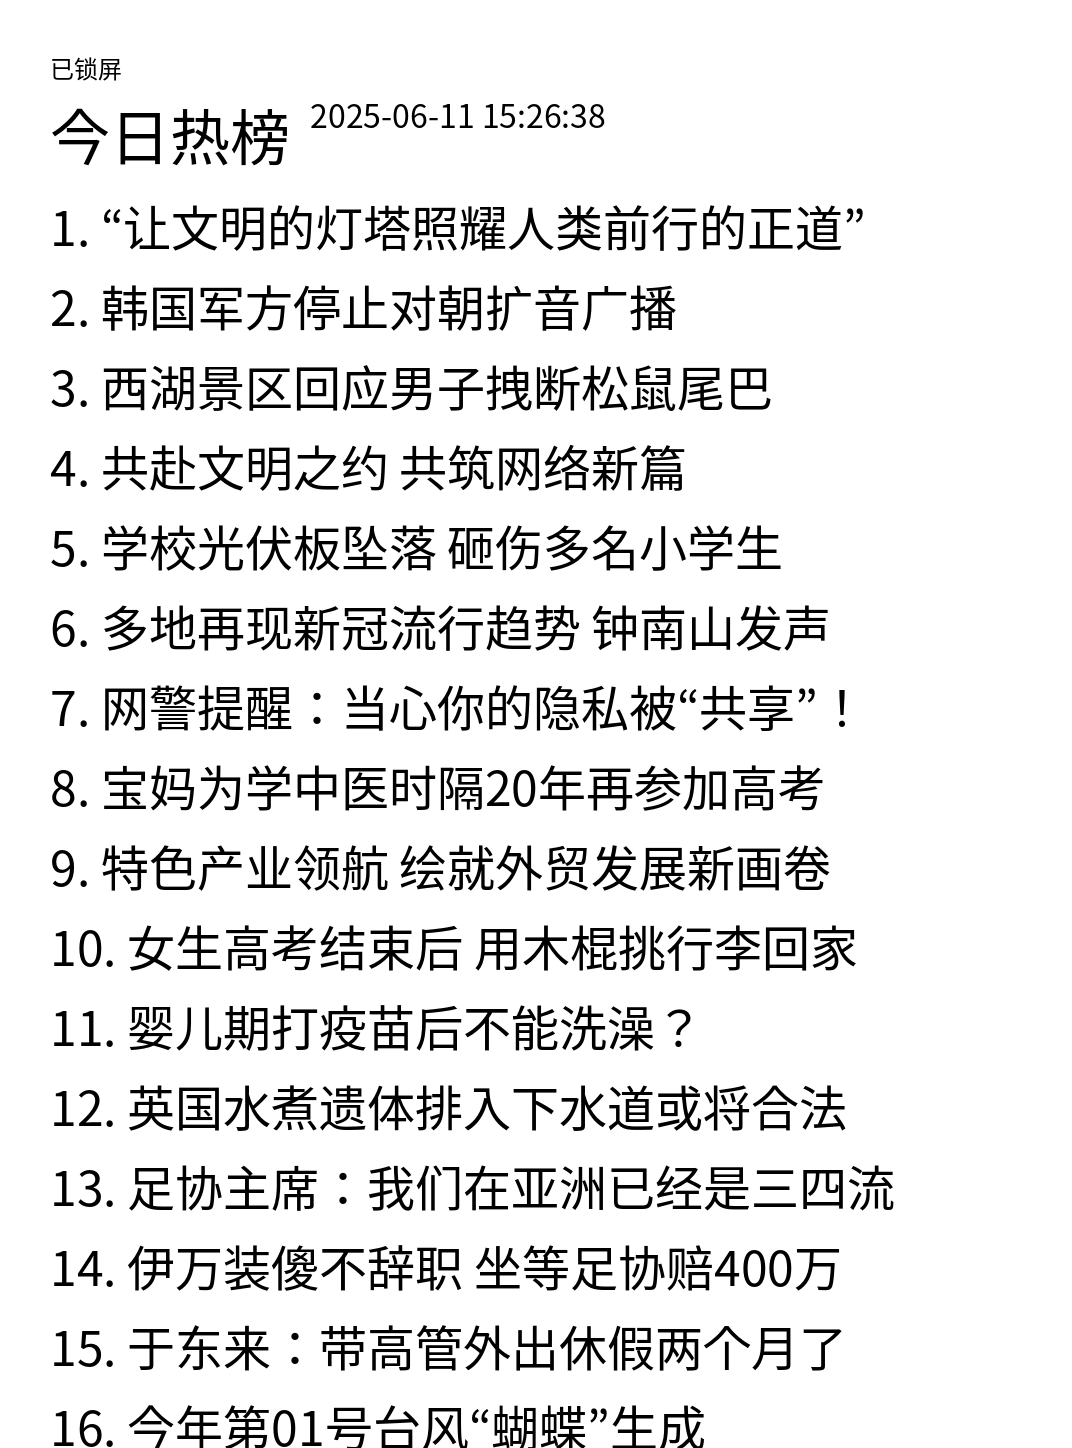 已锁屏
今日热榜 2025-06-11 15:26:38
1. “让文明的灯塔照耀人类前行的正道”
2. 韩国军方停止对朝扩音广播
3. 西湖景区回应男子拽断松鼠尾巴
4. 共赴文明之约 共筑网络新篇
5. 学校光伏板坠落 砸伤多名小学生
6. 多地再现新冠流行趋势 钟南山发声
7. 网警提醒：当心你的隐私被“共享”！
8. 宝妈为学中医时隔20年再参加高考
9. 特色产业领航 绘就外贸发展新画卷
10. 女生高考结束后 用木棍挑行李回家
11. 婴儿期打疫苗后不能洗澡？
12. 英国水煮遗体排入下水道或将合法
13. 足协主席：我们在亚洲已经是三四流
14. 伊万装傻不辞职 坐等足协赔400万
15. 于东来：带高管外出休假两个月了
16. 今年第01号台风“蝴蝶”生成